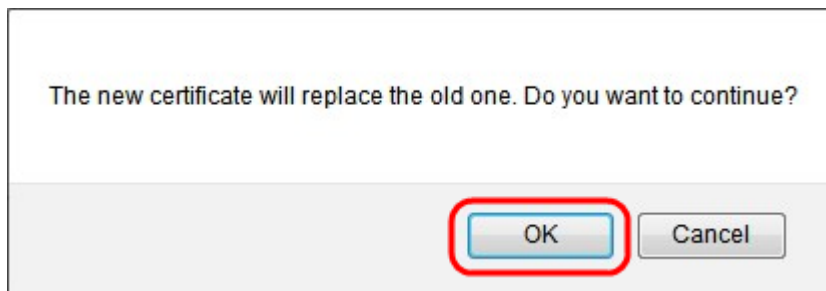 The new certificate will replace the old one. Do you want to continue?
OK
Cancel